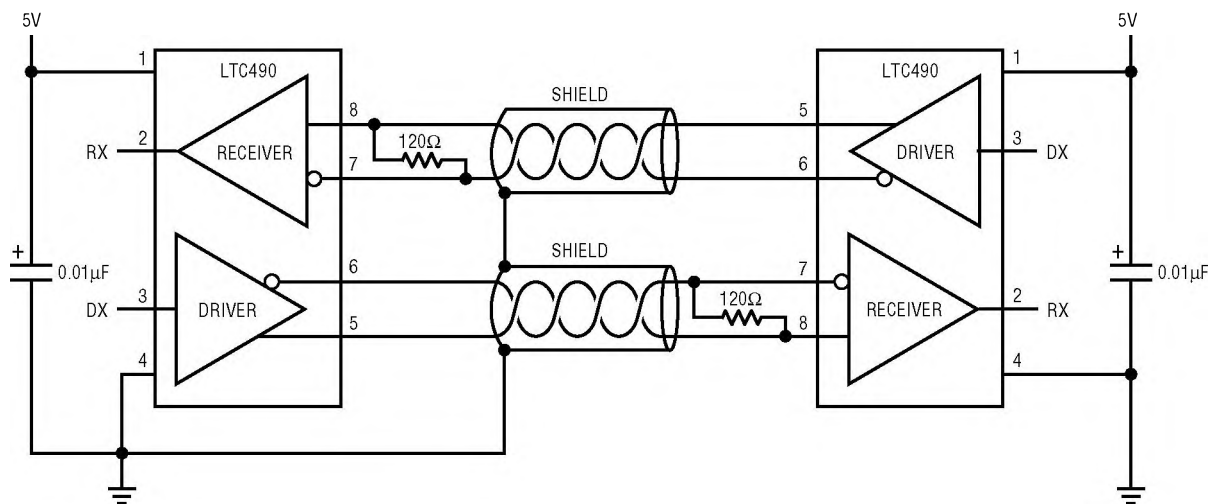 5V
1
LTC490
RX
2
RECEIVER
8
7
120Ω
SHIELD
+
0.01µF
DX
3
DRIVER
6
5
4
SHIELD
120Ω
5V
1
LTC490
5
6
DRIVER
3
DX
7
8
RECEIVER
2
RX
4
+
0.01µF